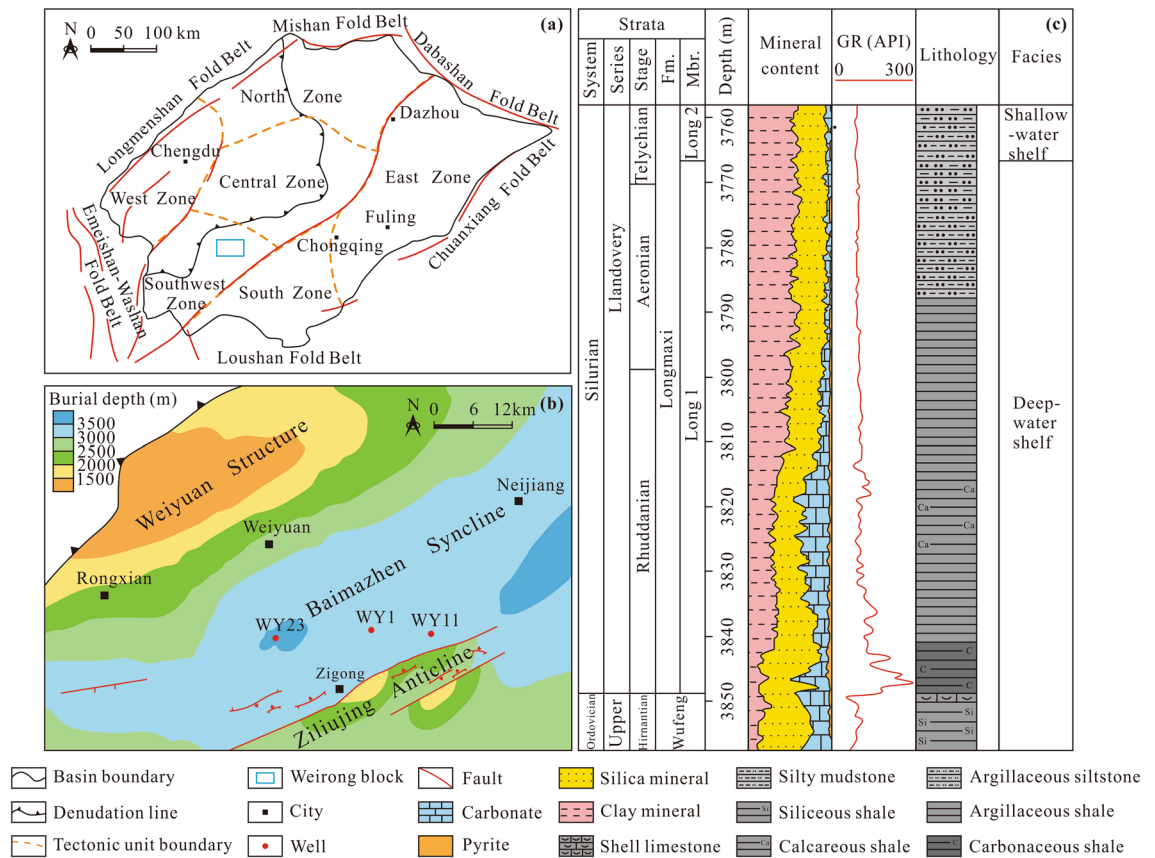 (a)
N
0 50 100 km
Mishan Fold Belt
Dabashan
Fold Belt
Longmenshan Fold Belt
North Zone
Dazhou
Chengdu
Central Zone
East Zone
West Zone
Fuling
Chongqing
Chuanxiang Fold Belt
Emeishan-Washan
Fold Belt
Southwest
Zone
South Zone
Loushan Fold Belt
(b)
Burial depth (m)
3500
3000
2500
2000
1500
N
0 6 12km
Weiyuan Structure
Neijiang
Weiyuan
Baimazhen Syncline
Rongxian
WY23
WY1
WY11
Zigong
Ziliujing Anticline
(c)
Strata
System
Series
Stage
Fm.
Mbr.
Depth (m)
Mineral
content
GR (API)
0 300
Lithology
Facies
Silurian
Ordovician
Llandovery
Upper
Telychian
Aeronian
Rhuddanian
Hirnantian
Longmaxi
Wufeng
Long 2
Long 1
3760
3770
3780
3790
3800
3810
3820
3830
3840
3850
Ca
Ca
Ca
Ca
C
C
C
Si
Si
Si
Si
Shallow
-water
shelf
Deep-
water
shelf
Basin boundary
Weirong block
Fault
Silica mineral
Silty mudstone
Argillaceous siltstone
Denudation line
City
Carbonate
Clay mineral
Si
Siliceous shale
Argillaceous shale
Tectonic unit boundary
Well
Pyrite
Shell limestone
Ca
Calcareous shale
C
Carbonaceous shale